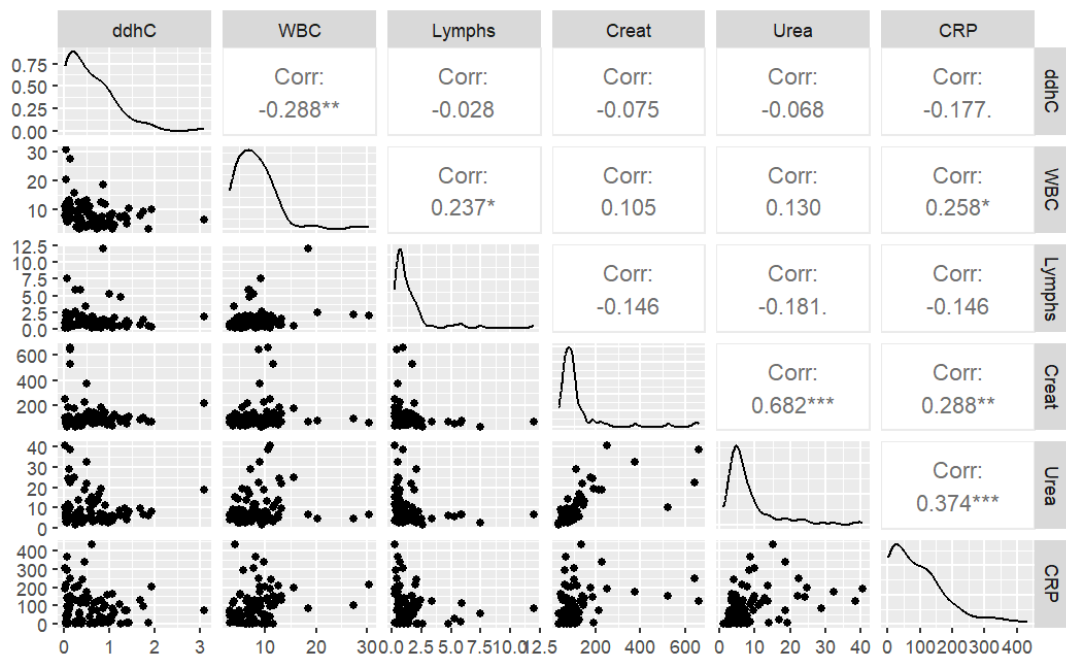 ddhC WBC Lymphs Creat Urea CRP
0.75 0.50 0.25 0.00
Corr: Corr: Corr: Corr: Corr:
-0.288** -0.028 -0.075 -0.068 -0.177.
ddhC
30 20 10
Corr: Corr: Corr: Corr:
0.237* 0.105 0.130 0.258*
WBC
12.5 10.0 7.5 5.0 2.5 0.0
Corr: Corr: Corr:
-0.146 -0.181. -0.146
Lymphs
600 400 200
Corr: Corr:
0.682*** 0.288**
Creat
40 30 20 10 0
Corr:
0.374***
Urea
400 300 200 100 0
CRP
0 1 2 3 10 20 30 0.0 2.5 5.0 7.5 10.0 12.5 200 400 600 0 10 20 30 40 0 100 200 300 400